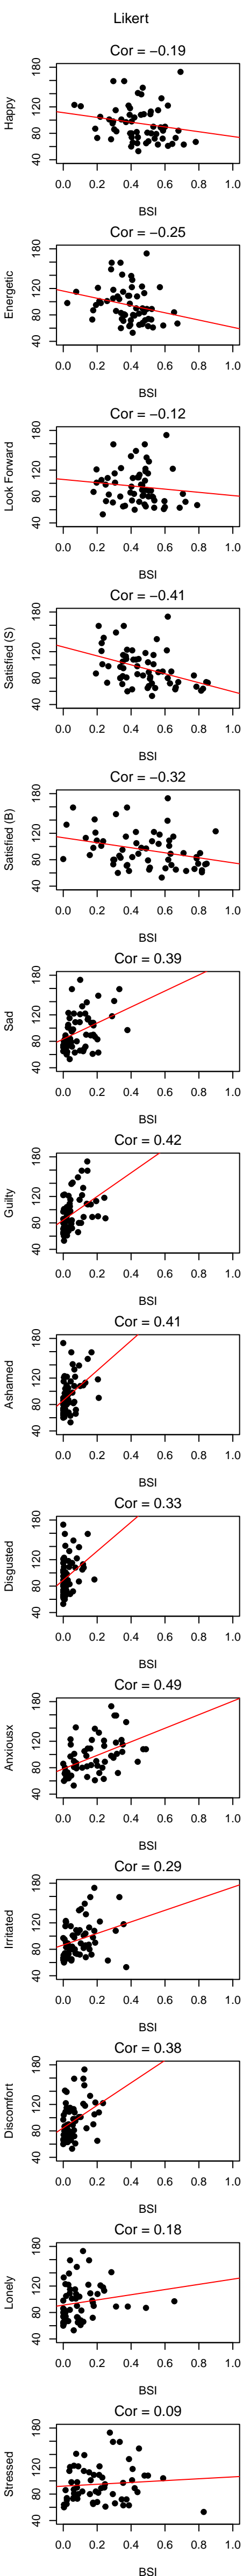 Likert
Cor = −0.19
Happy
40 80 120 180
0.0 0.2 0.4 0.6 0.8 1.0
BSI
Cor = −0.25
Energetic
40 80 120 180
0.0 0.2 0.4 0.6 0.8 1.0
BSI
Cor = −0.12
Look Forward
40 80 120 180
0.0 0.2 0.4 0.6 0.8 1.0
BSI
Cor = −0.41
Satisfied (S)
40 80 120 180
0.0 0.2 0.4 0.6 0.8 1.0
BSI
Cor = −0.32
Satisfied (B)
40 80 120 180
0.0 0.2 0.4 0.6 0.8 1.0
BSI
Cor = 0.39
Sad
40 80 120 180
0.0 0.2 0.4 0.6 0.8 1.0
BSI
Cor = 0.42
Guilty
40 80 120 180
0.0 0.2 0.4 0.6 0.8 1.0
BSI
Cor = 0.41
Ashamed
40 80 120 180
0.0 0.2 0.4 0.6 0.8 1.0
BSI
Cor = 0.33
Disgusted
40 80 120 180
0.0 0.2 0.4 0.6 0.8 1.0
BSI
Cor = 0.49
Anxiousx
40 80 120 180
0.0 0.2 0.4 0.6 0.8 1.0
BSI
Cor = 0.29
Irritated
40 80 120 180
0.0 0.2 0.4 0.6 0.8 1.0
BSI
Cor = 0.38
Discomfort
40 80 120 180
0.0 0.2 0.4 0.6 0.8 1.0
BSI
Cor = 0.18
Lonely
40 80 120 180
0.0 0.2 0.4 0.6 0.8 1.0
BSI
Cor = 0.09
Stressed
40 80 120 180
0.0 0.2 0.4 0.6 0.8 1.0
BSI